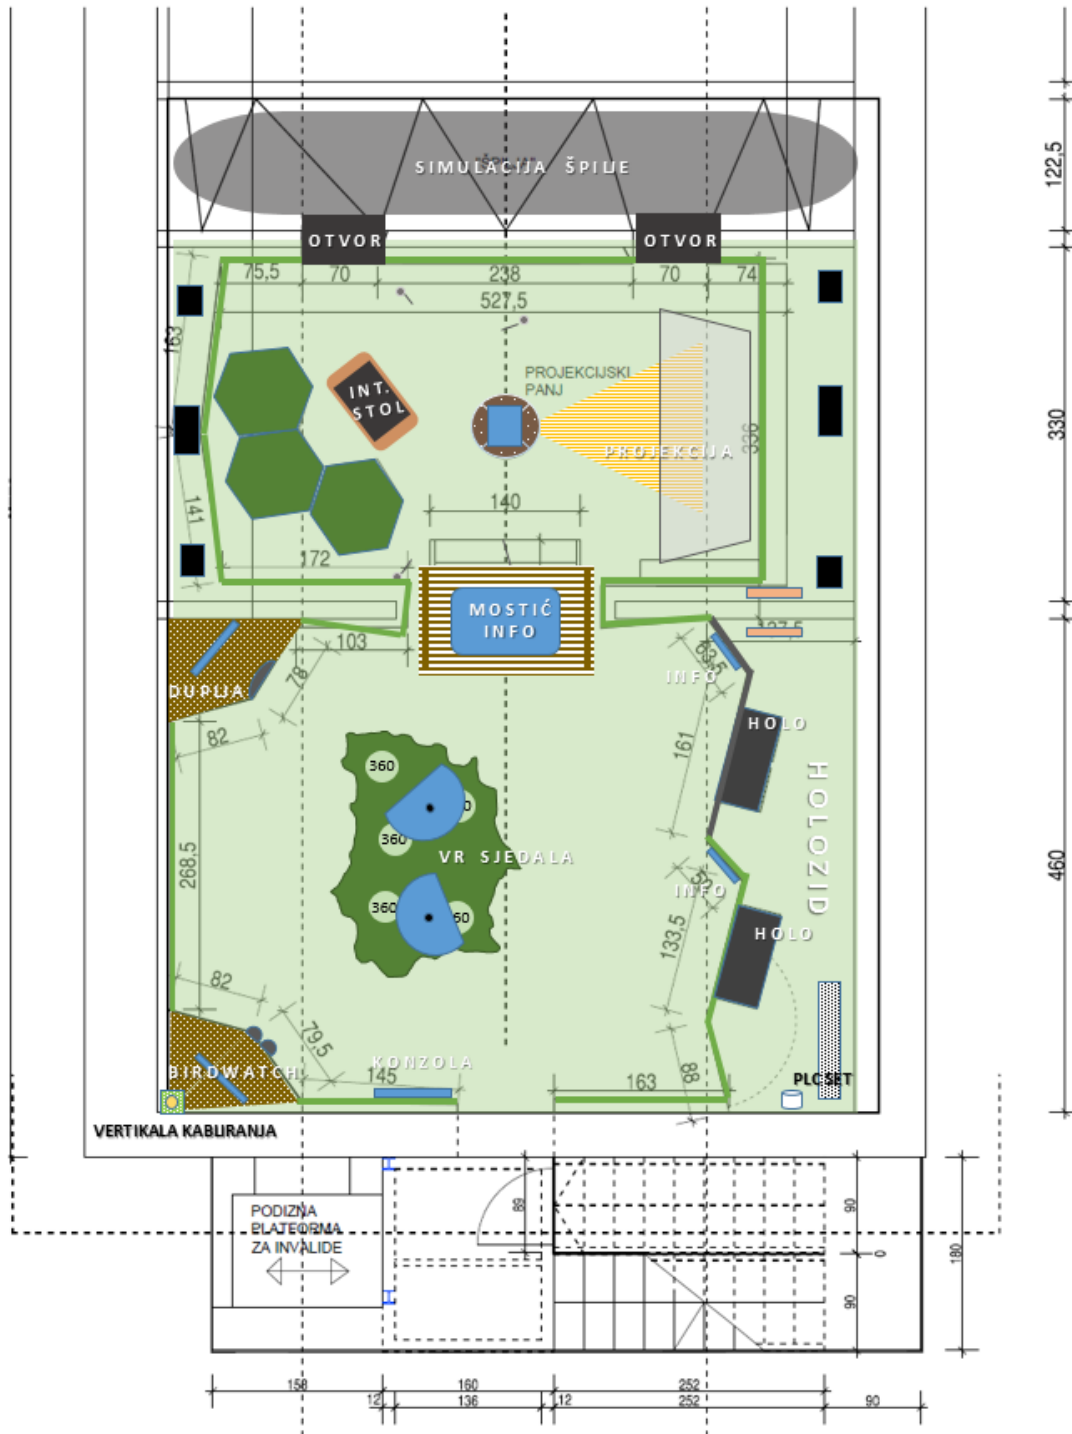 SIMULACIJA ŠPILJE
OTVOR
OTVOR
122,5
75,5
70
238
70
74
527,5
163
INT.
STOL
PROJEKCIJSKI
PANJ
PROJEKCIJA
336
330
141
140
172
MOSTIĆ
INFO
103
78
63,5
INFO
DUPLJA
82
HOLO
161
HOLOZID
360
360
VR SJEDALA
268,5
460
INFO
360
HOLO
133,5
82
79,5
KONZOLA
BIRDWATCH
145
163
88
PLOSET
VERTIKALA KABLIRANJA
PODIZNA
PLATFORMA
ZA INVALIDE
89
90
0
180
90
158
160
252
12
136
12
252
90